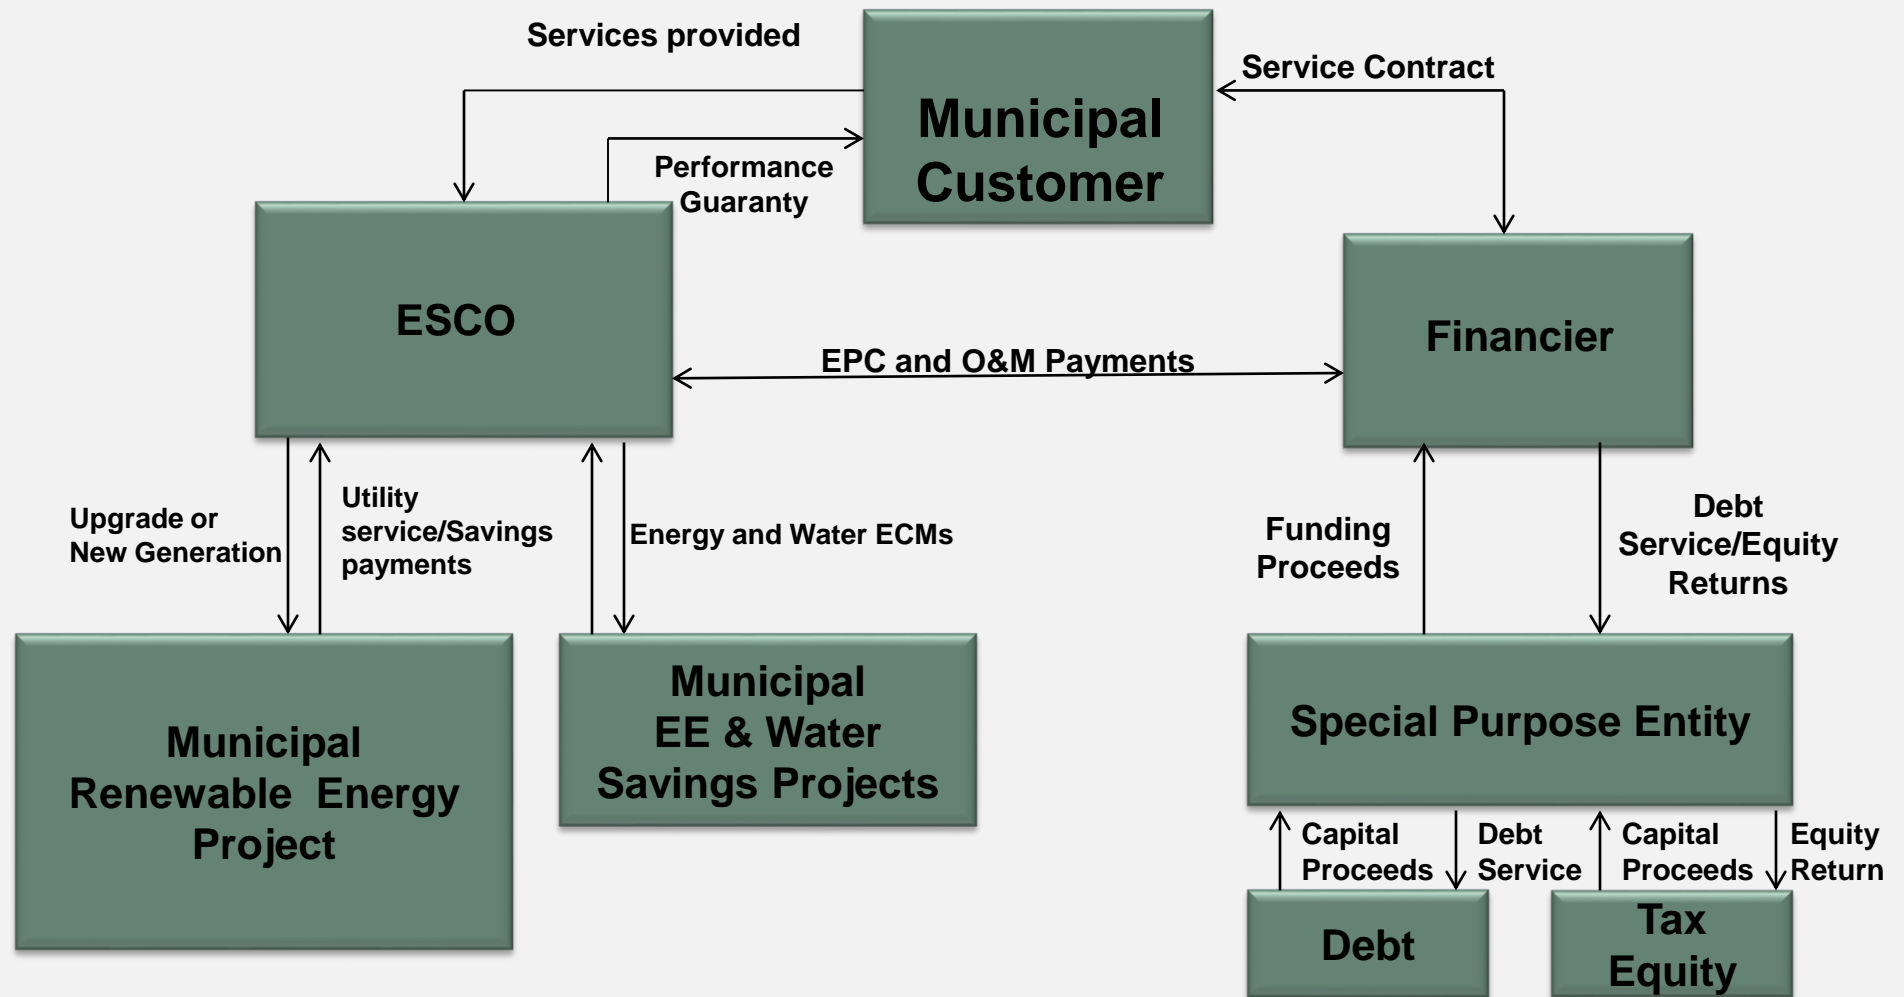 Services provided
Service Contract
Municipal
Customer
Performance
Guaranty
ESCO
Financier
EPC and O&M Payments
Upgrade or
New Generation
Utility
service/Savings
payments
Energy and Water ECMs
Funding
Proceeds
Debt
Service/Equity
Returns
Municipal
Renewable Energy
Project
Municipal
EE & Water
Savings Projects
Special Purpose Entity
Capital
Proceeds
Debt
Service
Capital
Proceeds
Equity
Return
Debt
Tax
Equity